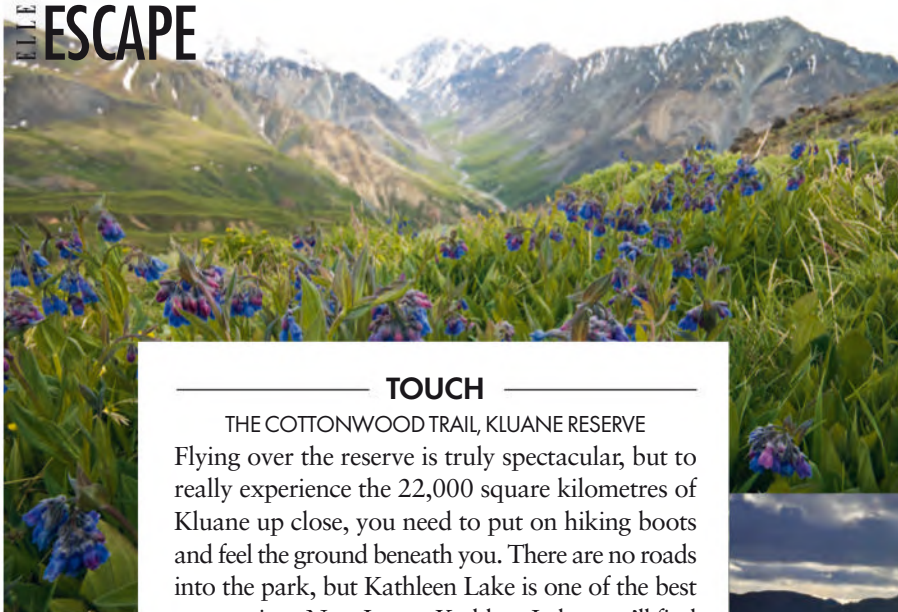 ELLE ESCAPE
TOUCH
THE COTTONWOOD TRAIL, KLUANE RESERVE
Flying over the reserve is truly spectacular, but to
really experience the 22,000 square kilometres of
Kluane up close, you need to put on hiking boots
and feel the ground beneath you. There are no roads
into the park, but Kathleen Lake is one of the best